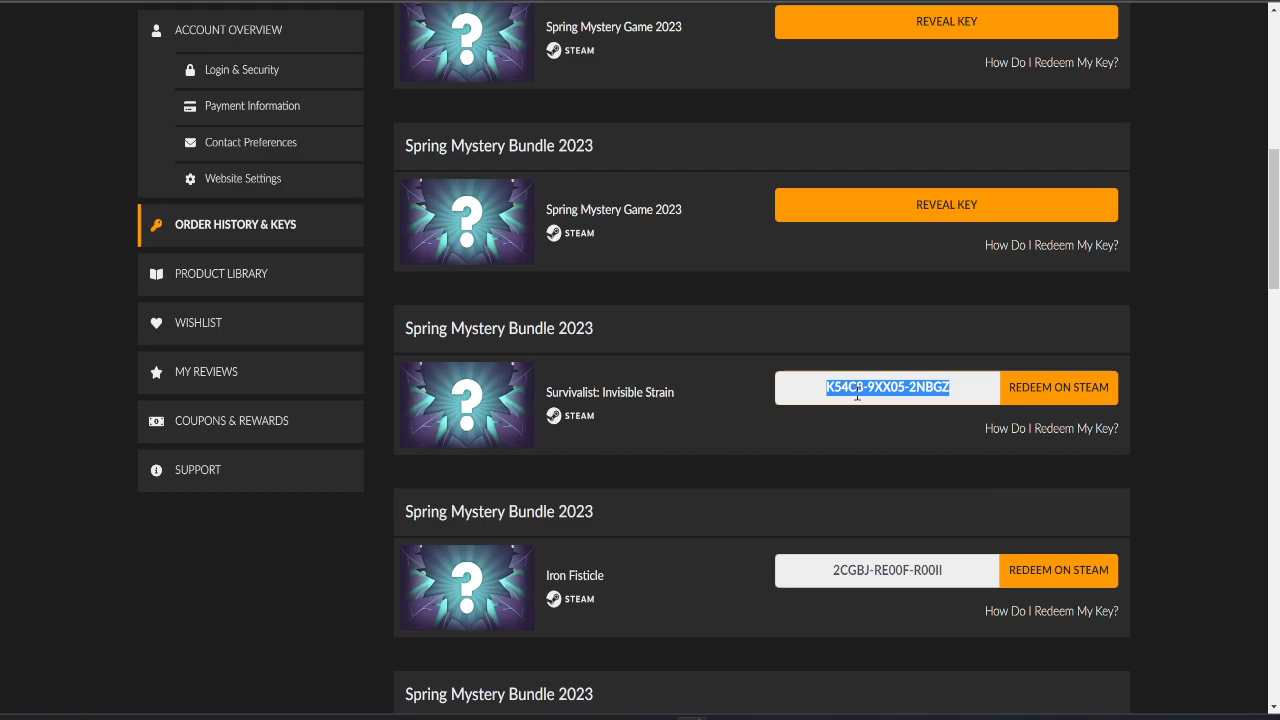 ACCOUNT OVERVIEW
Login & Security
Payment Information
Contact Preferences
Website Settings
ORDER HISTORY & KEYS
PRODUCT LIBRARY
WISHLIST
MY REVIEWS
COUPONS & REWARDS
SUPPORT
Spring Mystery Game 2023
STEAM
REVEAL KEY
How Do I Redeem My Key?
Spring Mystery Bundle 2023
Spring Mystery Game 2023
STEAM
REVEAL KEY
How Do I Redeem My Key?
Spring Mystery Bundle 2023
Survivalist: Invisible Strain
STEAM
K54C8-9XX05-2NBGZ
REDEEM ON STEAM
How Do I Redeem My Key?
Spring Mystery Bundle 2023
Iron Fisticle
STEAM
2CGBJ-RE00F-R00II
REDEEM ON STEAM
How Do I Redeem My Key?
Spring Mystery Bundle 2023